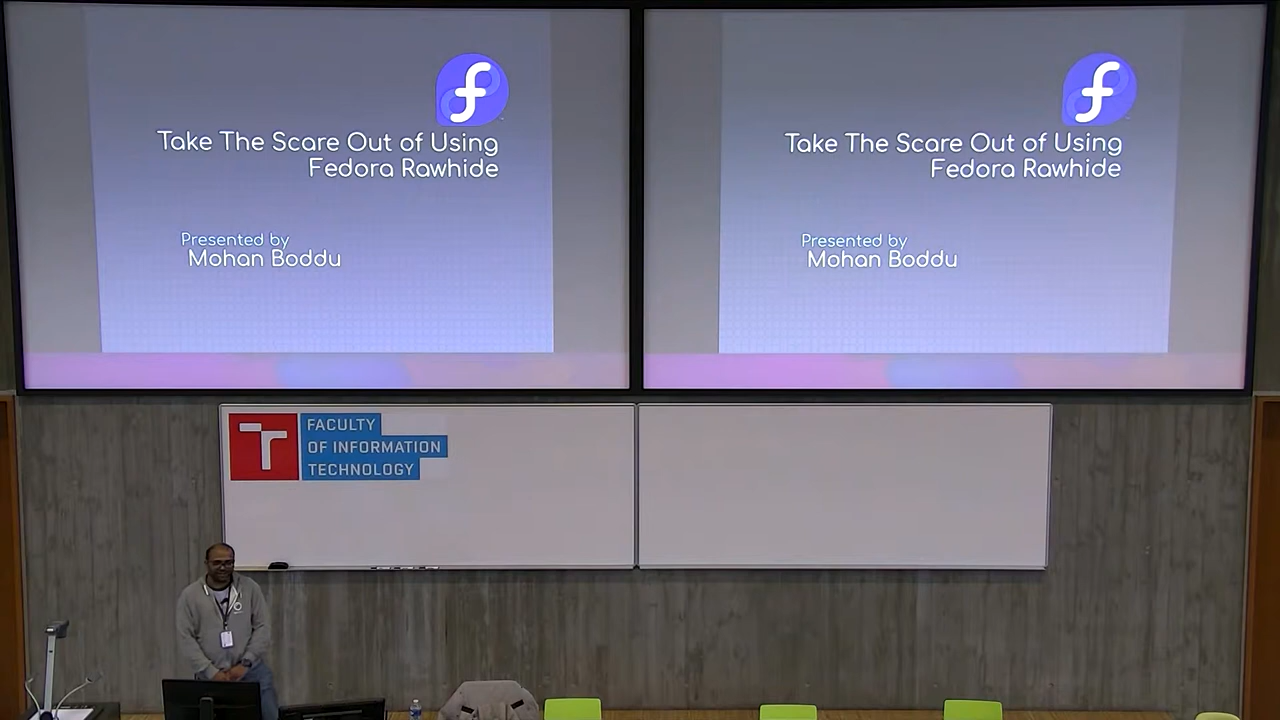 Take The Scare Out of Using
Fedora Rawhide
Presented by
Mohan Boddu
Take The Scare Out of Using
Fedora Rawhide
Presented by
Mohan Boddu
FACULTY
OF INFORMATION
TECHNOLOGY